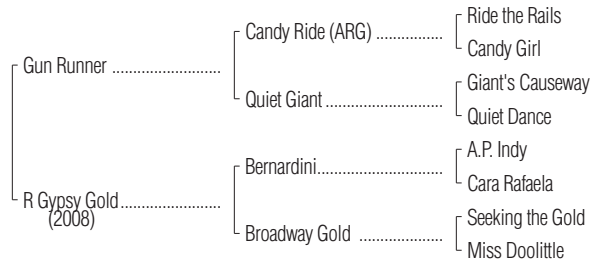 Ride the Rails
Candy Ride (ARG) ................
Candy Girl
Gun Runner ........................
Giant's Causeway
Quiet Giant ..........................
Quiet Dance
A.P. Indy
Bernardini............................
Cara Rafaela
R Gypsy Gold......................
(2008)
Seeking the Gold
Broadway Gold ..................
Miss Doolittle